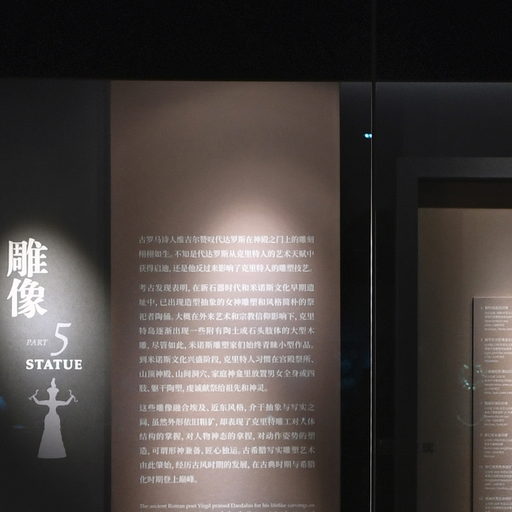 雕像
PART 5
STATUE
古罗马诗人维吉尔赞叹代达罗斯在神殿之门上的雕刻
栩栩如生。不知是代达罗斯从克里特人的艺术天赋中
获得启迪，还是他反过来影响了克里特人的雕塑技艺。
考古发现表明，在新石器时代和米诺斯文化早期遗
址中，已出现造型抽象的女神雕塑和风格简朴的祭
祀者陶俑。大概在外来艺术和宗教信仰影响下，克里
特岛逐渐出现一些附有陶土或石头肢体的大型木
雕。尽管如此，米诺斯雕塑家们始终青睐小型作品。
到米诺斯文化兴盛阶段，克里特人习惯在宫殿祭所、
山顶神殿、山间洞穴、家庭神龛里放置男女全身或四
肢、躯干陶塑，虔诚献祭给祖先和神灵。
这些雕像融合埃及、近东风格，介于抽象与写实之
间，虽然外形依旧粗犷，却表现了克里特雕工对人体
结构的掌握，对人物神态的拿捏，对动作姿势的塑
造，可谓形神兼备，匠心独运。古希腊写实雕塑艺术
由此肇始，经历古风时期的发展，在古典时期与希腊
化时期登上巅峰。
The ancient Roman poet Virgil praised Daedalus for his lifelike carvings on